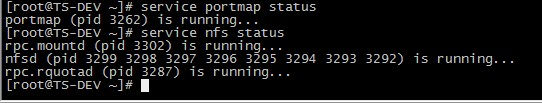 [root@TS-DEV ~]# service portmap status
portmap (pid 3262) is running...
[root@TS-DEV ~]# service nfs status
rpc.mountd (pid 3302) is running...
nfsd (pid 3299 3298 3297 3296 3295 3294 3293 3292) is running...
rpc.rquotad (pid 3287) is running...
[root@TS-DEV ~]#